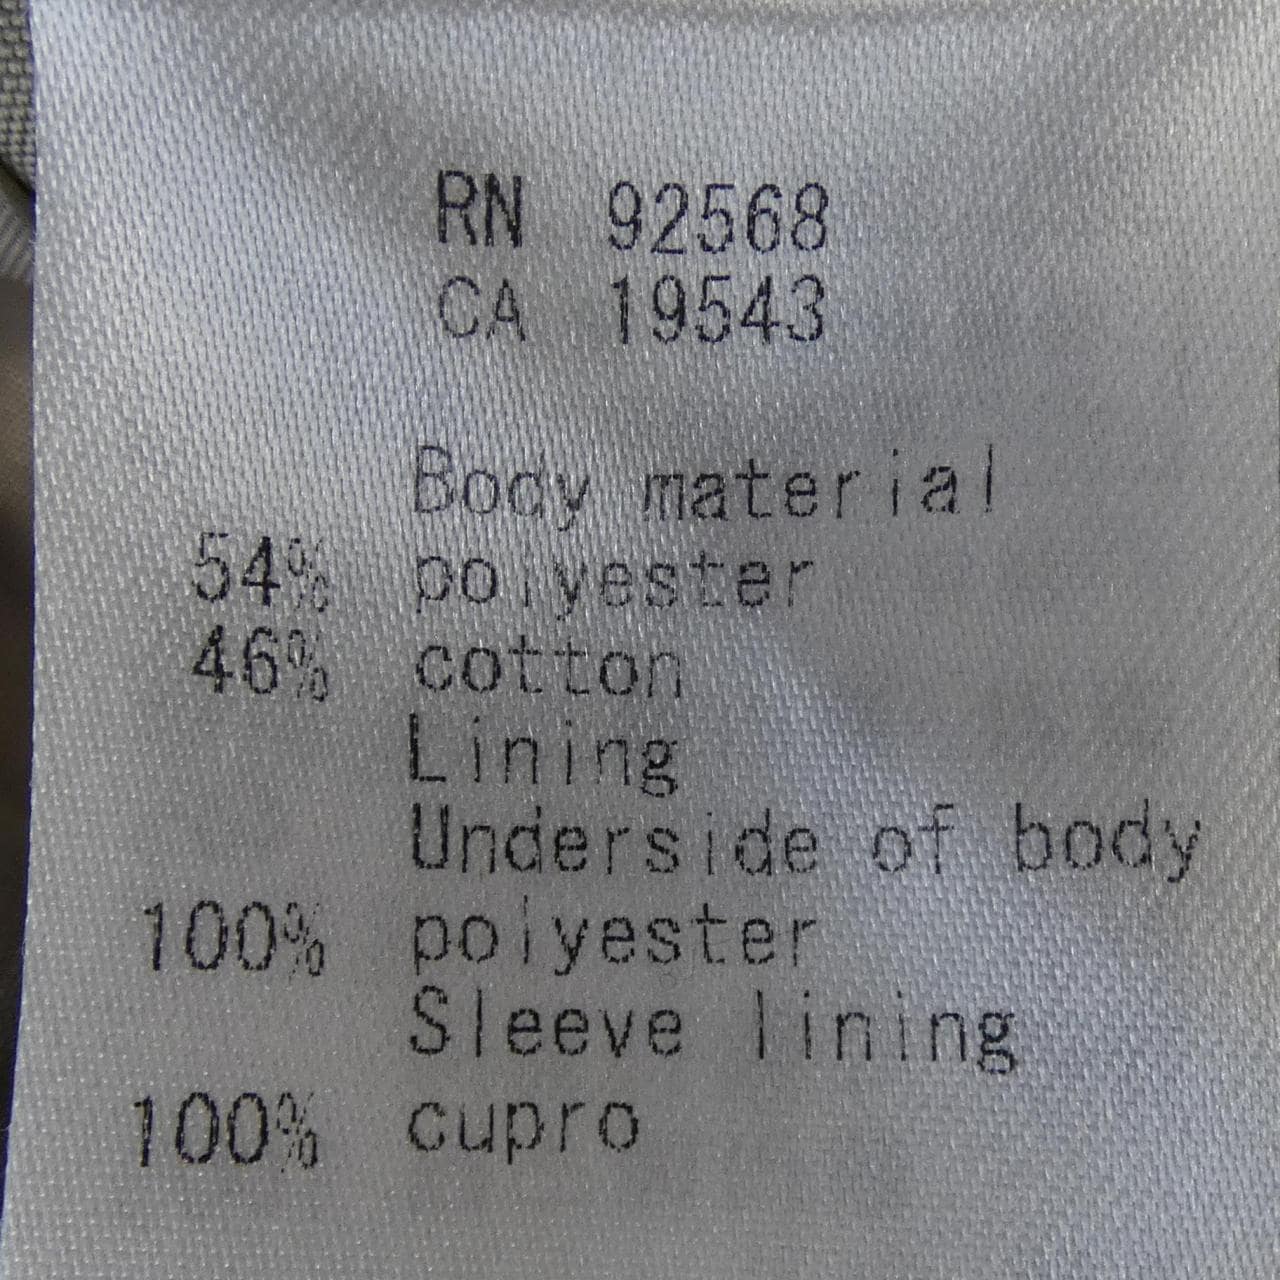 RN 92568
CA 19543
Body material
54% polyester
46% cotton
Lining
Underside of body
100% polyester
Sleeve lining
100% cupro